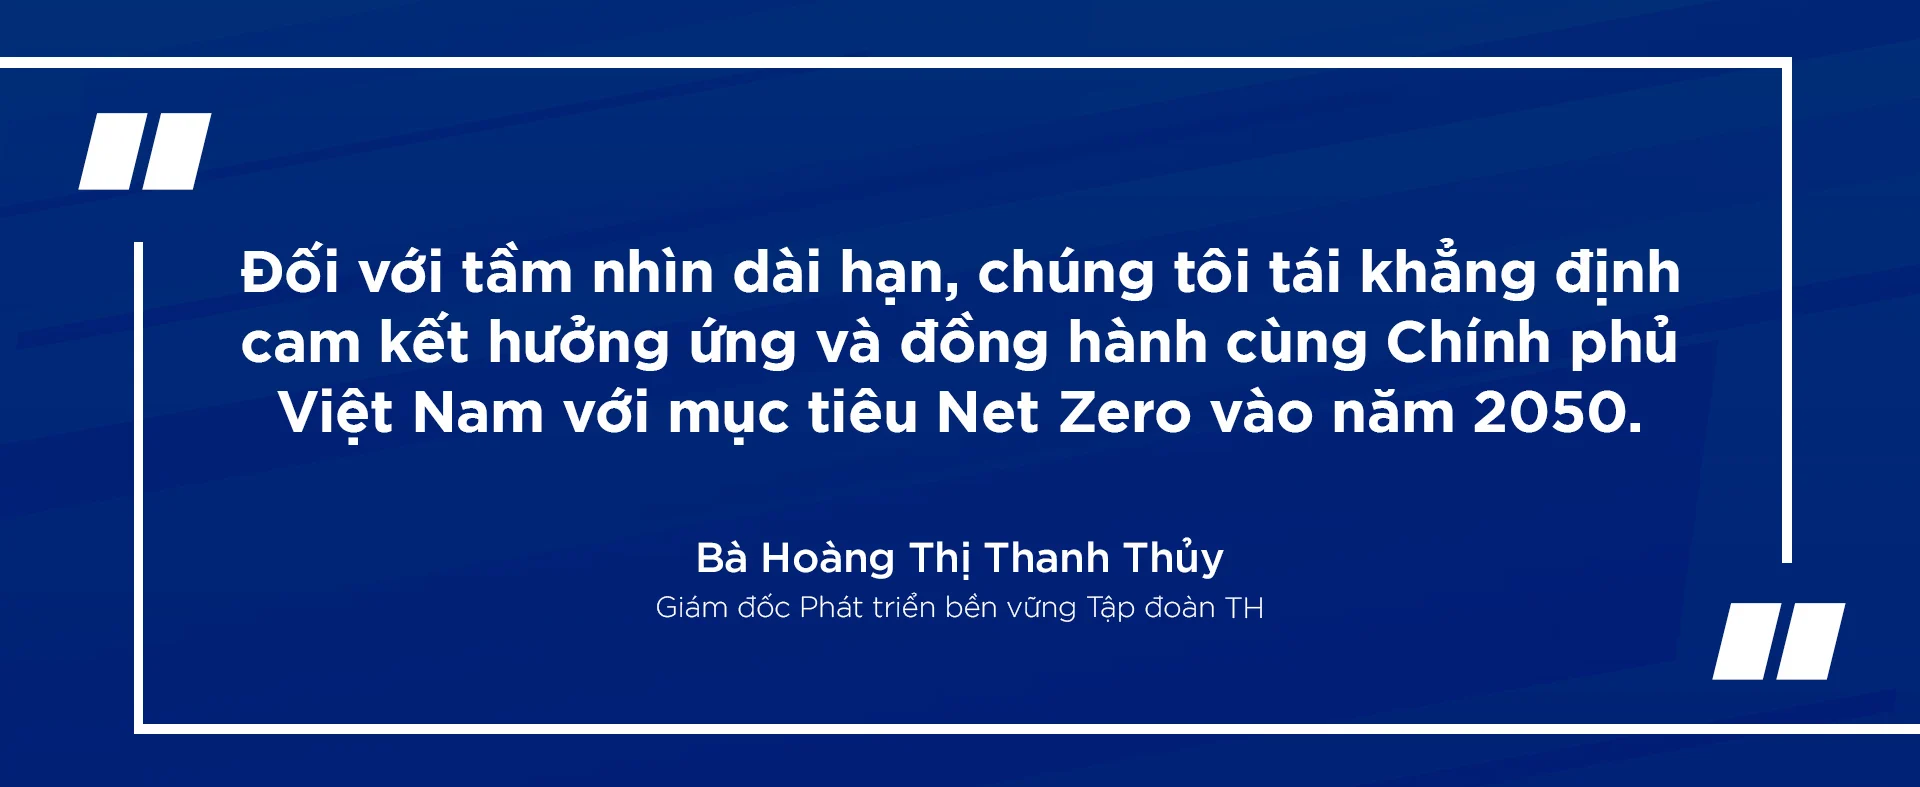 Đối với tầm nhìn dài hạn, chúng tôi tái khẳng định
cam kết hưởng ứng và đồng hành cùng Chính phủ
Việt Nam với mục tiêu Net Zero vào năm 2050.
Bà Hoàng Thị Thanh Thủy
Giám đốc Phát triển bền vững Tập đoàn TH